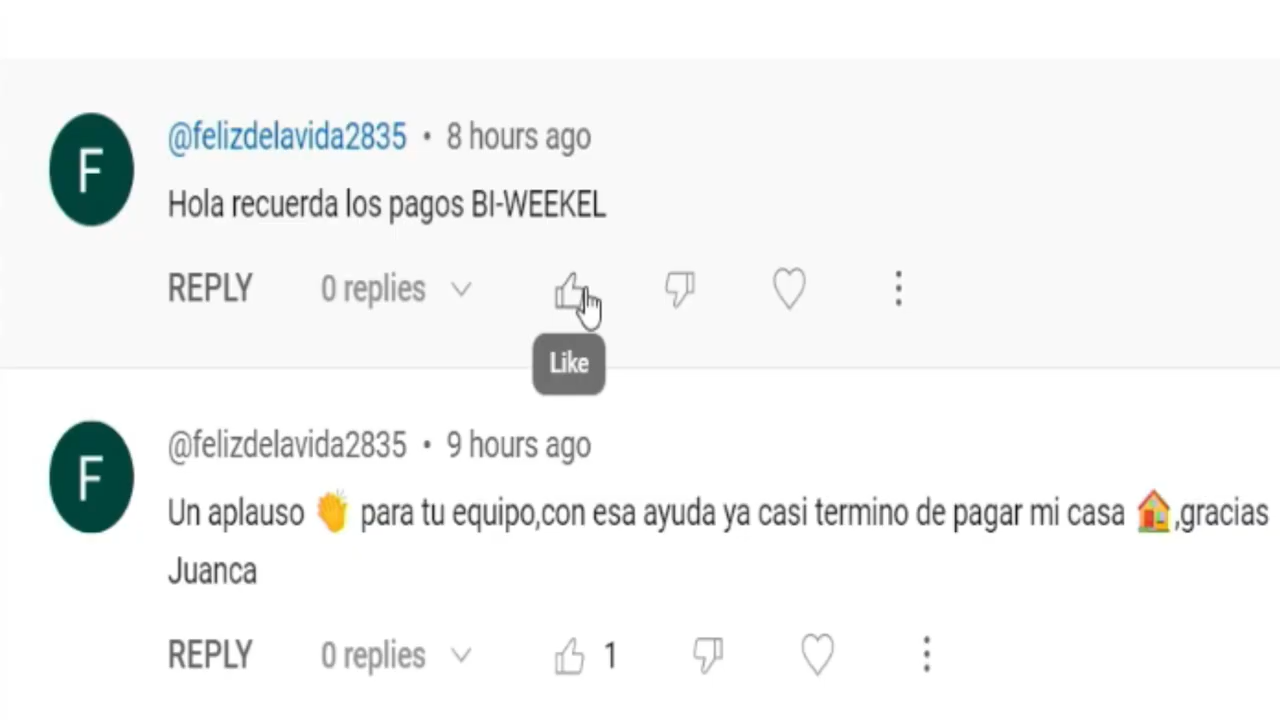 F
@felizdelavida2835 • 8 hours ago
Hola recuerda los pagos BI-WEEKEL
REPLY 0 replies
Like
F
@felizdelavida2835 • 9 hours ago
Un aplauso 👏 para tu equipo,con esa ayuda ya casi termino de pagar mi casa 🏠,gracias
Juanca
REPLY 0 replies 1